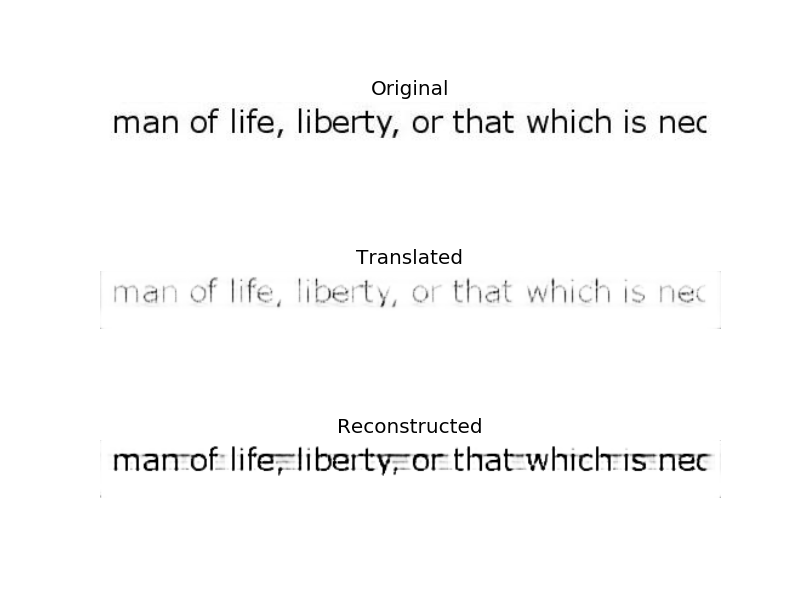 Original
man of life, liberty, or that which is nec
Translated
man of life, liberty, or that which is nec
Reconstructed
man of life, liberty, or that which is nec